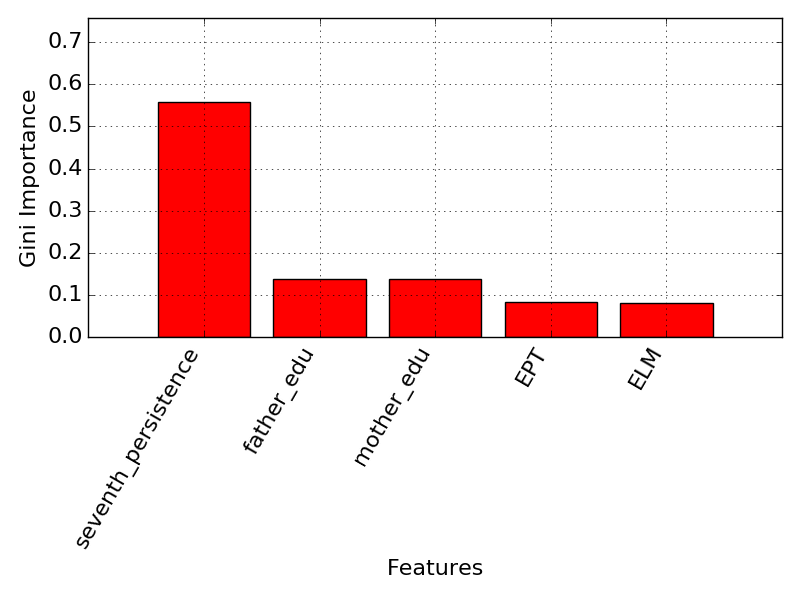 0.7
0.6
0.5
0.4
0.3
0.2
0.1
0.0
Gini Importance
seventh_persistence
father_edu
mother_edu
EPT
ELM
Features